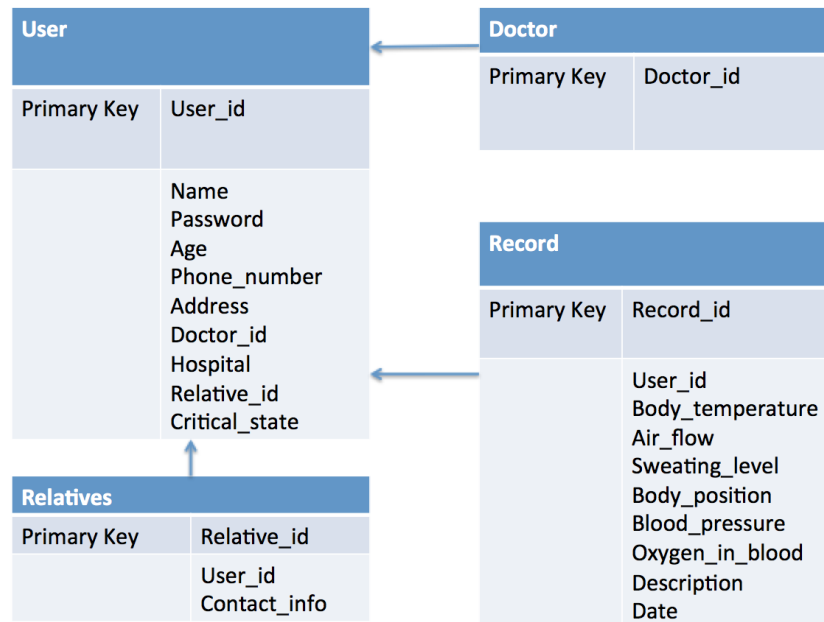 User
Primary Key User_id
Name
Password
Age
Phone_number
Address
Doctor_id
Hospital
Relative_id
Critical_state
Relatives
Primary Key Relative_id
User_id
Contact_info
Doctor
Primary Key Doctor_id
Record
Primary Key Record_id
User_id
Body_temperature
Air_flow
Sweating_level
Body_position
Blood_pressure
Oxygen_in_blood
Description
Date